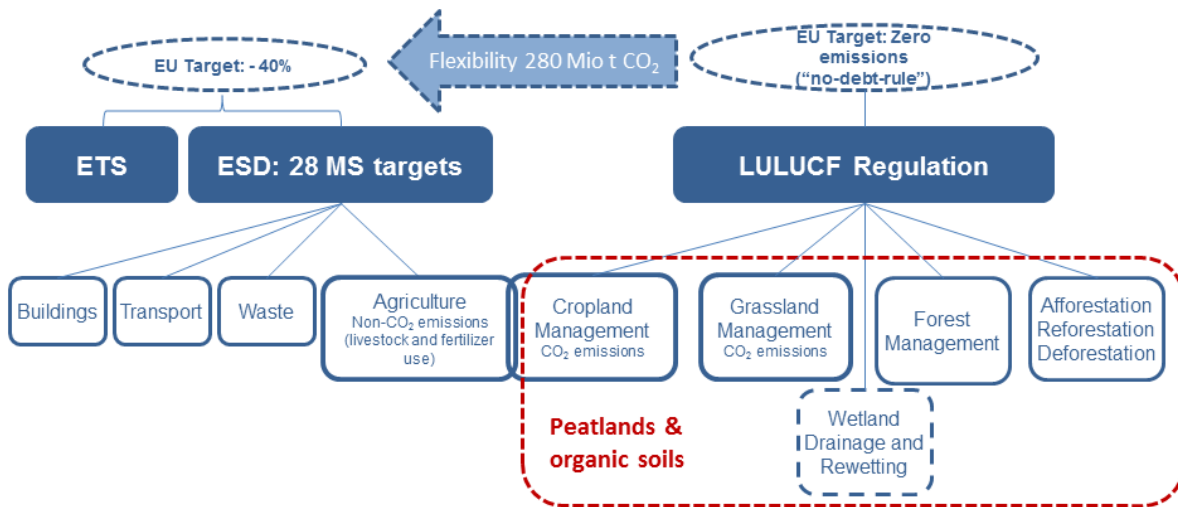 EU Target: - 40%
Flexibility 280 Mio t CO₂
EU Target: Zero
emissions
(“no-debt-rule”)
ETS
ESD: 28 MS targets
LULUCF Regulation
Buildings
Transport
Waste
Agriculture
Non-CO₂ emissions
(livestock and fertilizer
use)
Cropland
Management
CO₂ emissions
Grassland
Management
CO₂ emissions
Forest
Management
Afforestation
Reforestation
Deforestation
Peatlands &
organic soils
Wetland
Drainage and
Rewetting